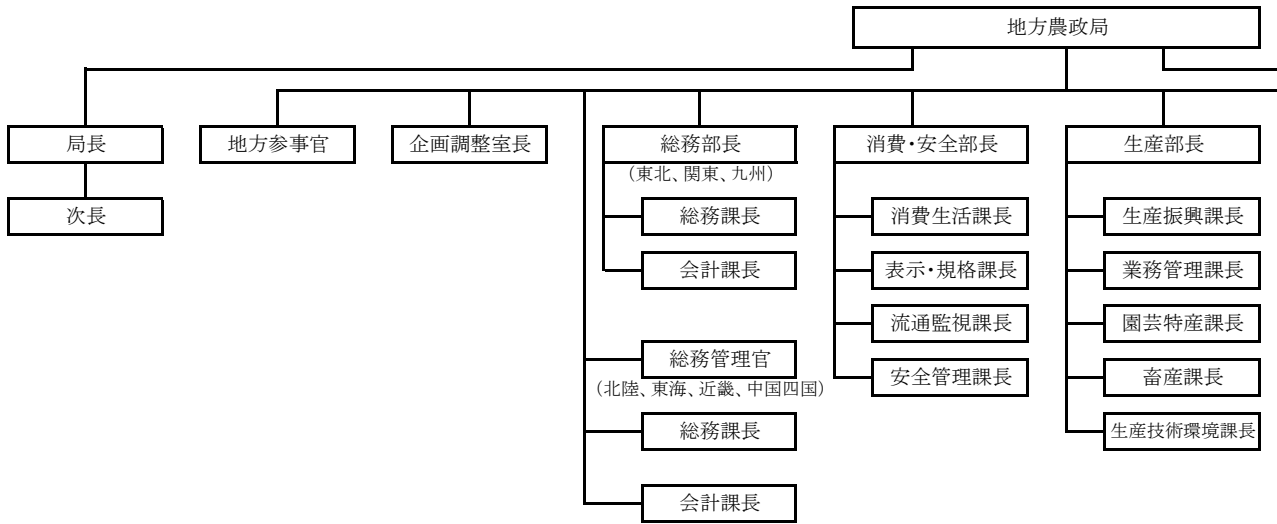 地方農政局
局長
次長
地方参事官
企画調整室長
総務部長
（東北、関東、九州）
総務課長
会計課長
総務管理官
（北陸、東海、近畿、中国四国）
総務課長
会計課長
消費・安全部長
消費生活課長
表示・規格課長
流通監視課長
安全管理課長
生産部長
生産振興課長
業務管理課長
園芸特産課長
畜産課長
生産技術環境課長